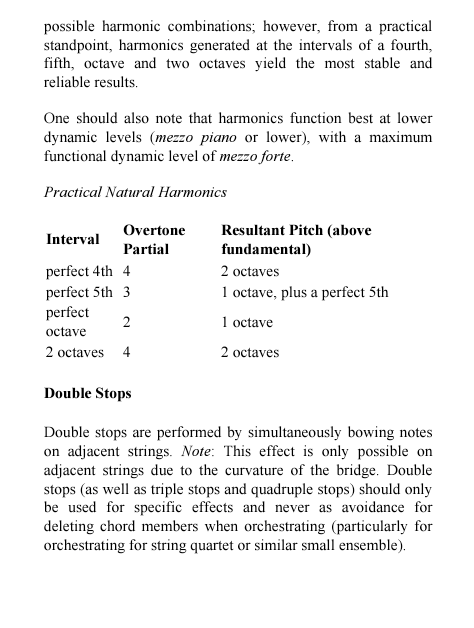 possible harmonic combinations; however, from a practical
standpoint, harmonics generated at the intervals of a fourth,
fifth, octave and two octaves yield the most stable and
reliable results.
One should also note that harmonics function best at lower
dynamic levels (mezzo piano or lower), with a maximum
functional dynamic level of mezzo forte.
Practical Natural Harmonics
Interval Overtone Partial Resultant Pitch (above fundamental)
perfect 4th 4 2 octaves
perfect 5th 3 1 octave, plus a perfect 5th
perfect octave 2 1 octave
2 octaves 4 2 octaves
Double Stops
Double stops are performed by simultaneously bowing notes
on adjacent strings. Note: This effect is only possible on
adjacent strings due to the curvature of the bridge. Double
stops (as well as triple stops and quadruple stops) should only
be used for specific effects and never as avoidance for
deleting chord members when orchestrating (particularly for
orchestrating for string quartet or similar small ensemble).